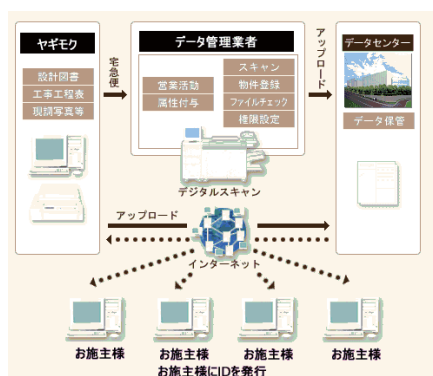 ヤギモク
設計図書
工事工程表
現調写真等
宅急便
データ管理業者
営業活動
属性付与
スキャン
物件登録
ファイルチェック
権限設定
デジタルスキャン
アップロード
データセンター
データ保管
アップロード
インターネット
お施主様
お施主様
お施主様
お施主様
お施主様にIDを発行